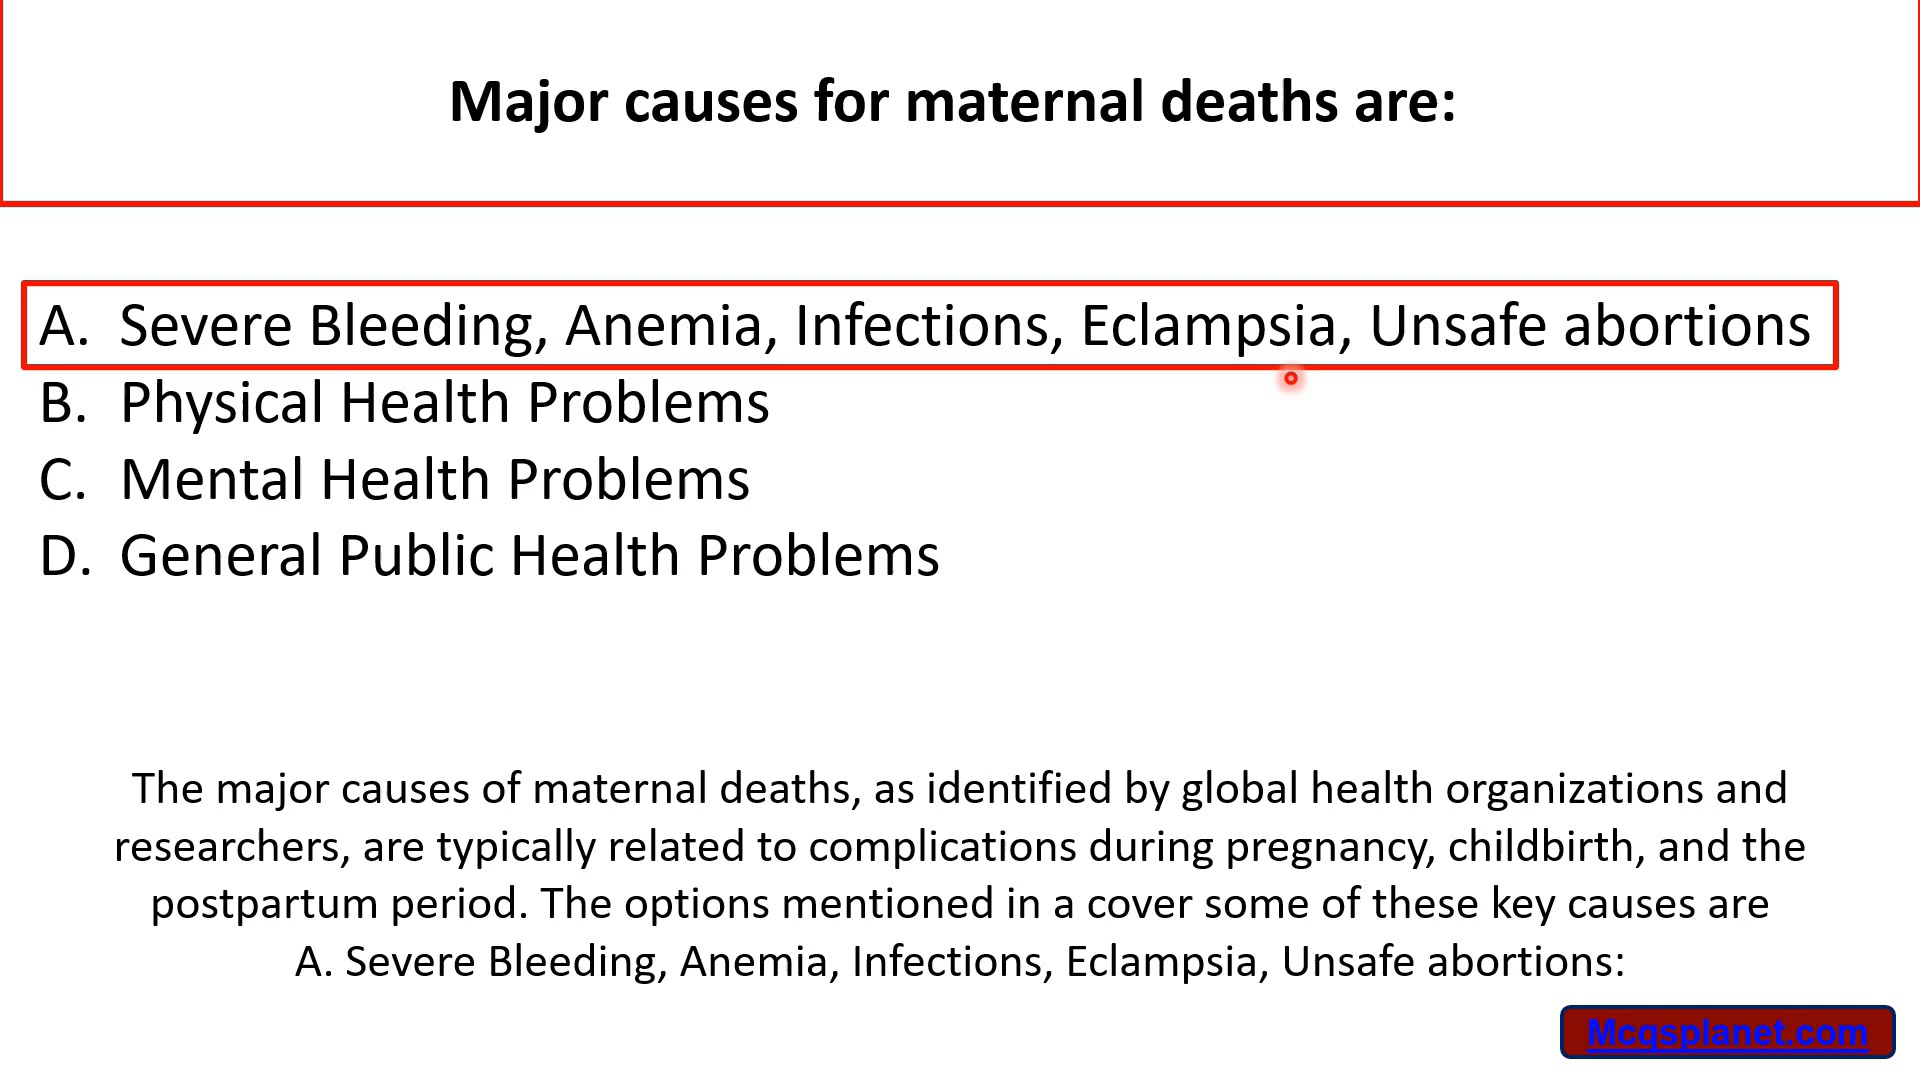 Major causes for maternal deaths are:
A. Severe Bleeding, Anemia, Infections, Eclampsia, Unsafe abortions
B. Physical Health Problems
C. Mental Health Problems
D. General Public Health Problems
The major causes of maternal deaths, as identified by global health organizations and
researchers, are typically related to complications during pregnancy, childbirth, and the
postpartum period. The options mentioned in a cover some of these key causes are
A. Severe Bleeding, Anemia, Infections, Eclampsia, Unsafe abortions:
Mcqsplanet.com